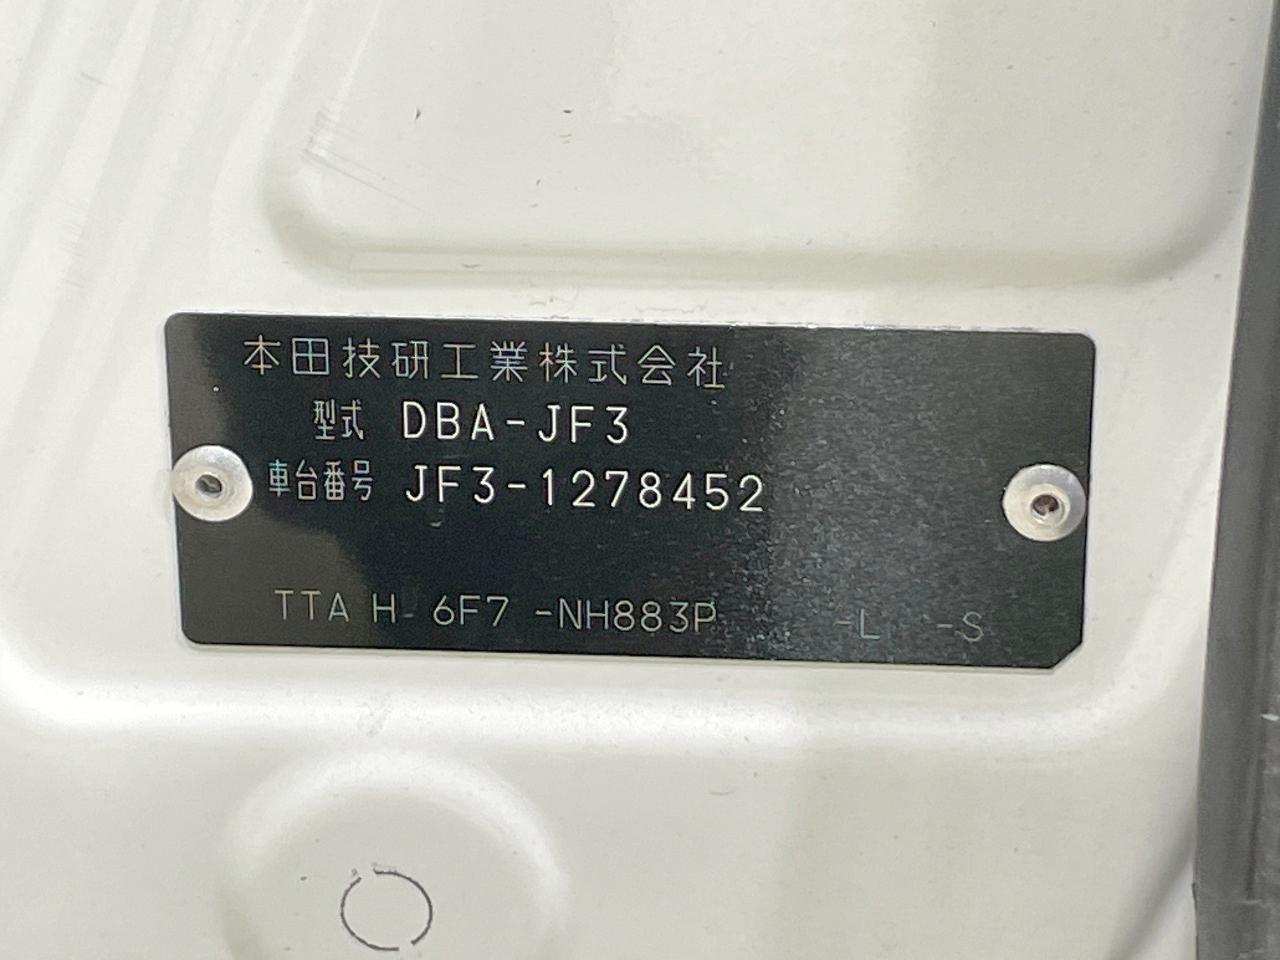 本田技研工業株式会社
型式 DBA-JF3
車台番号 JF3-1278452
TTA H 6F7 -NH883P -L -S